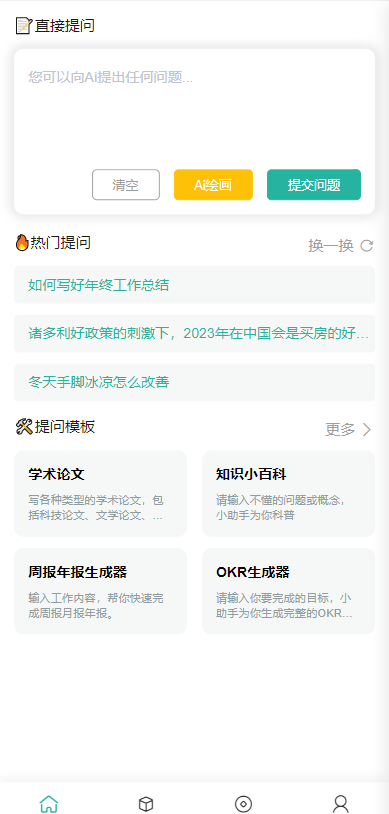 直接提问
您可以向Ai提出任何问题...
清空
Ai绘画
提交问题
热门提问
换一换
如何写好年终工作总结
诸多利好政策的刺激下，2023年在中国会是买房的好...
冬天手脚冰凉怎么改善
提问模板
更多
学术论文
写各种类型的学术论文，包
括科技论文、文学论文、...
知识小百科
请输入不懂的问题或概念，
小助手为你科普
周报年报生成器
输入工作内容，帮你快速完
成周报月报年报。
OKR生成器
请输入你要完成的目标，小
助手为你生成完整的OKR...